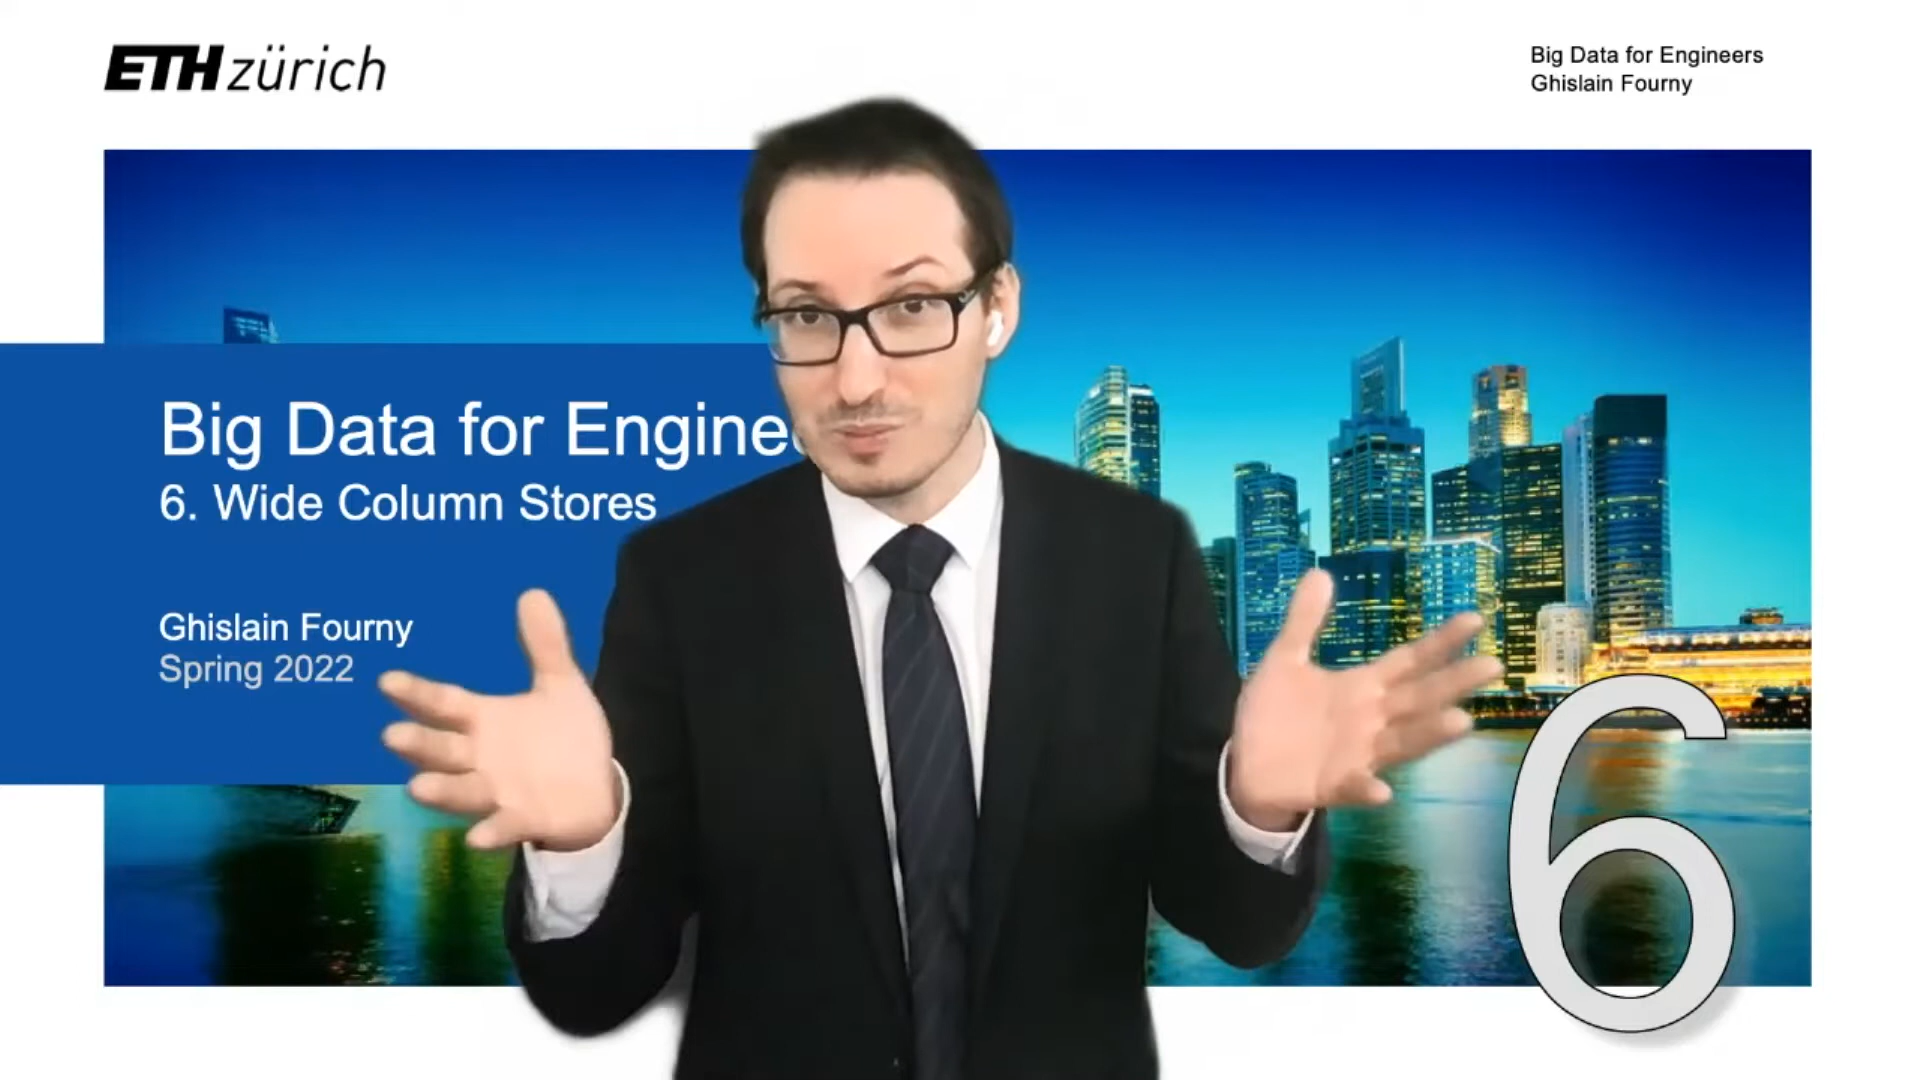 ETH zürich
Big Data for Engineers
Ghislain Fourny
Big Data for Engine
6. Wide Column Stores
Ghislain Fourny
Spring 2022
6